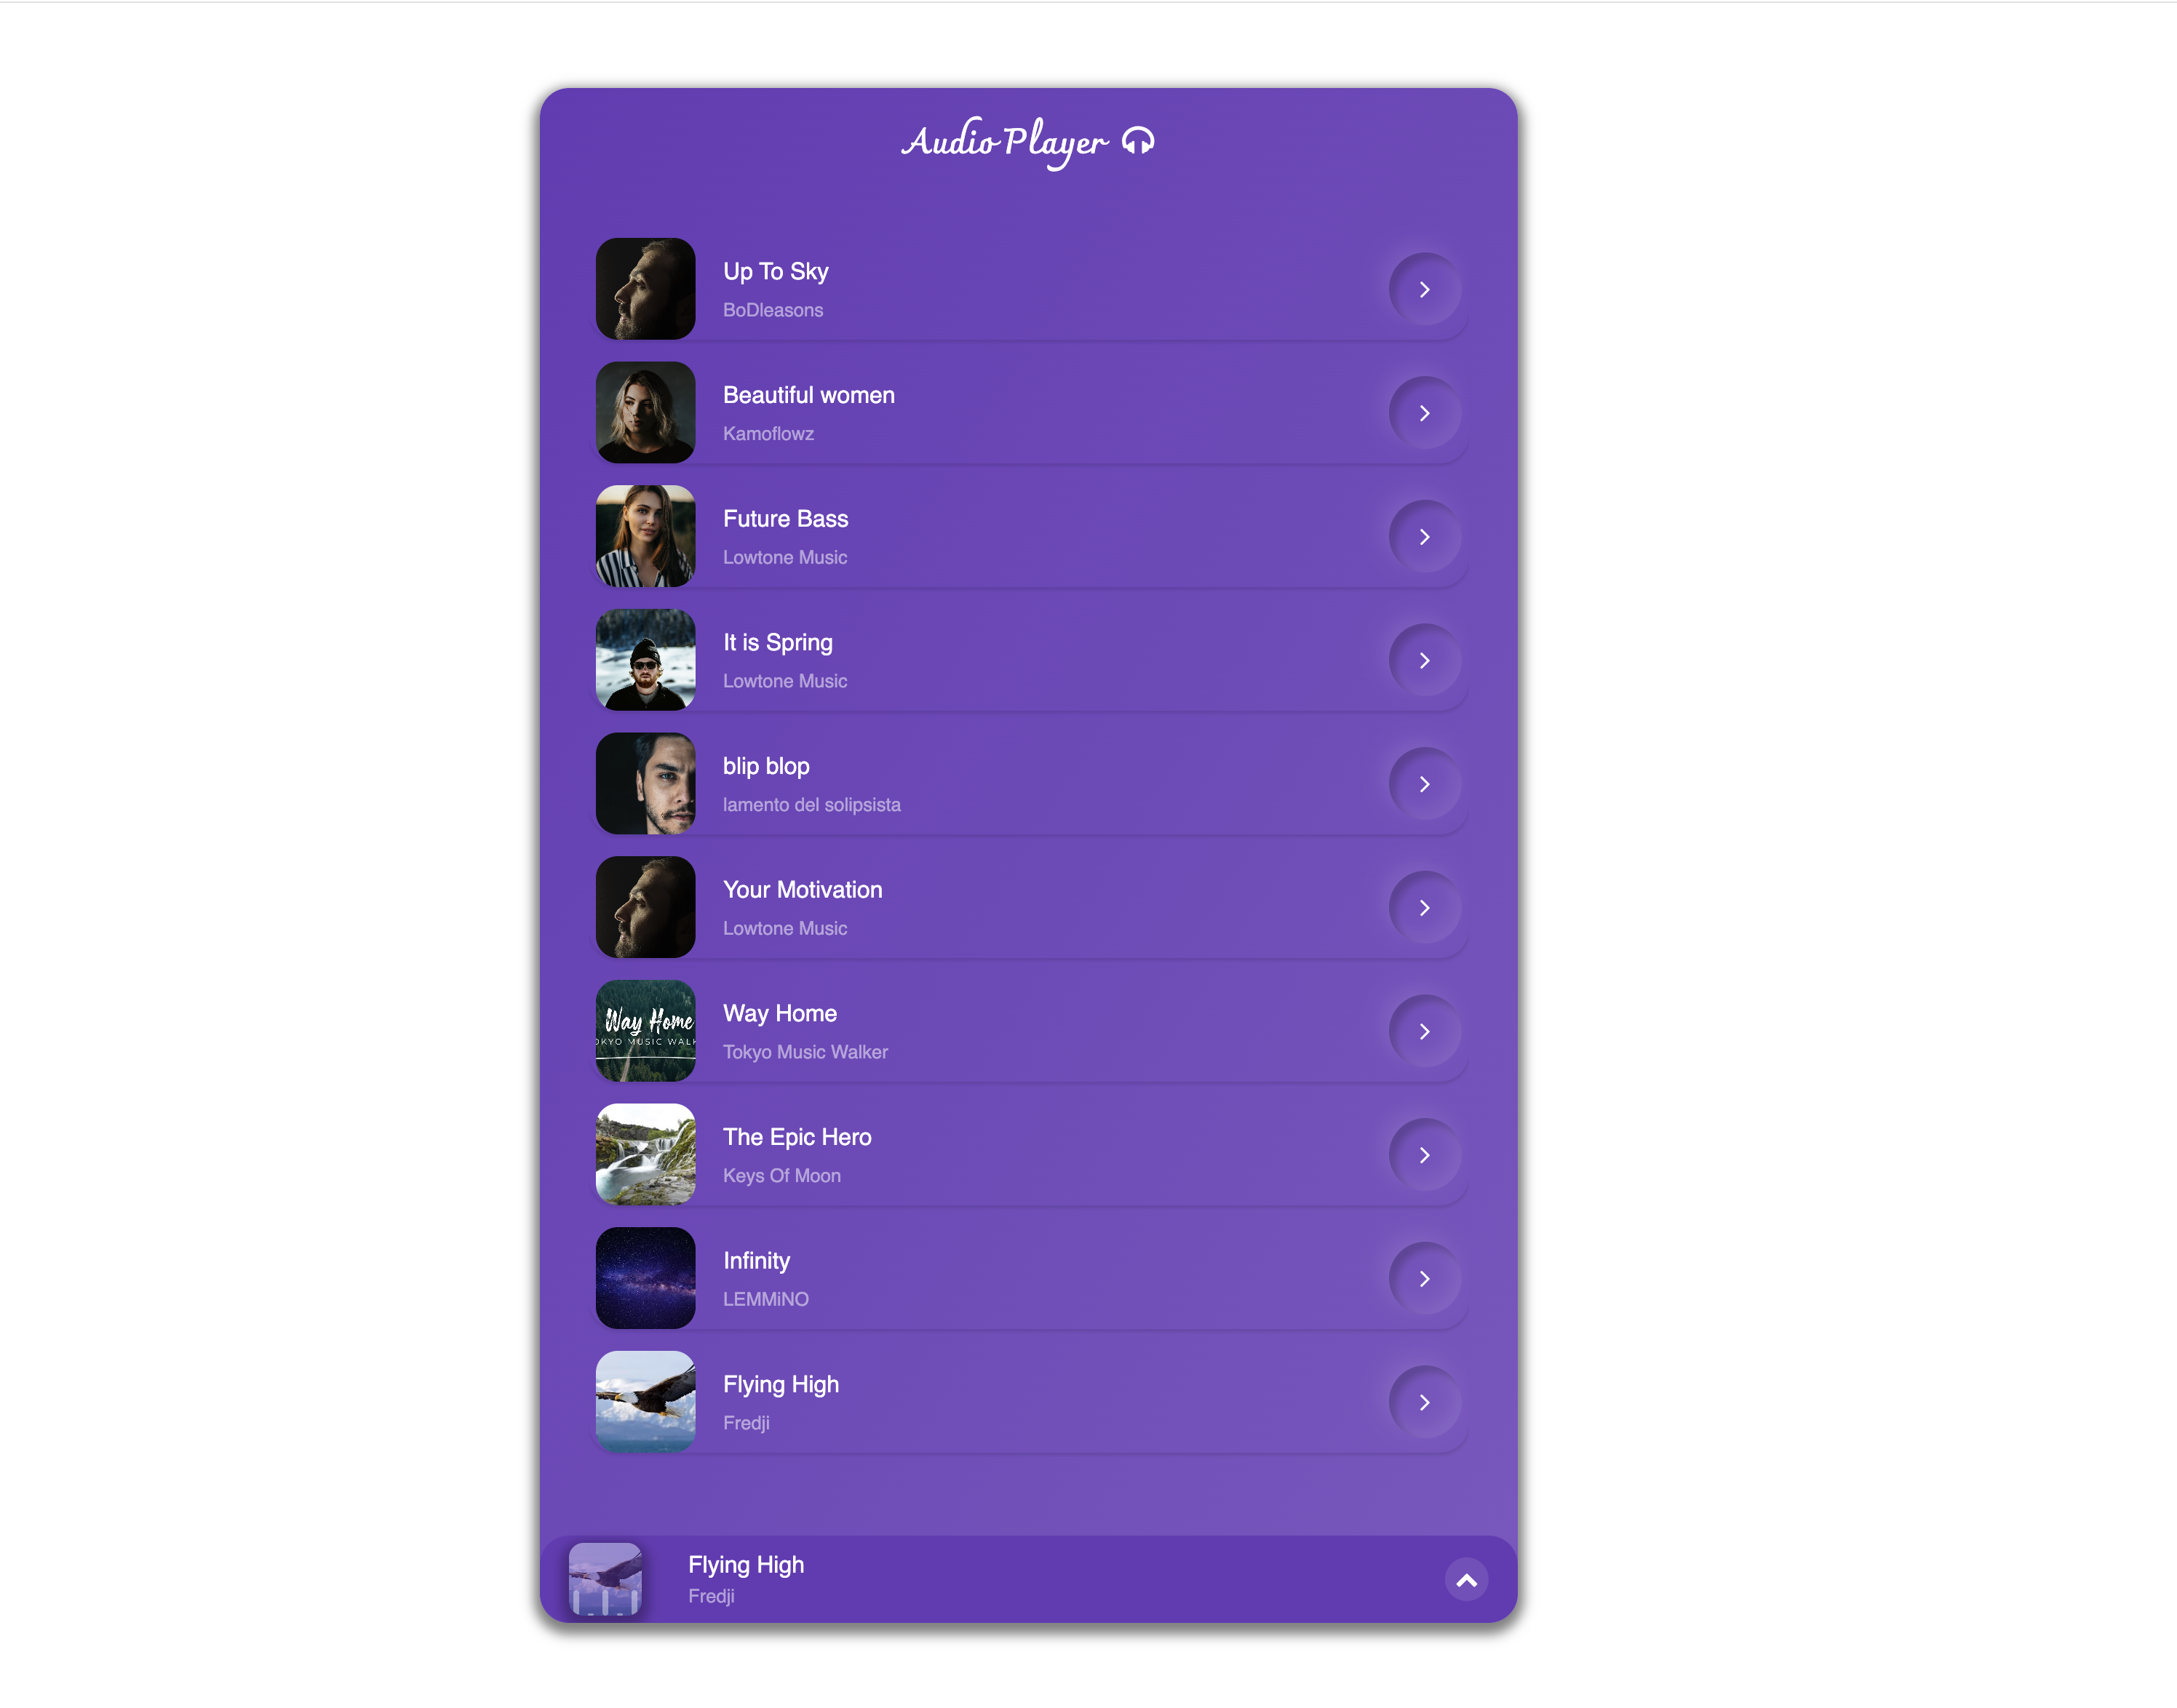 Audio Player
Up To Sky
BoDleasons
Beautiful women
Kamoflowz
Future Bass
Lowtone Music
It is Spring
Lowtone Music
blip blop
lamento del solipsista
Your Motivation
Lowtone Music
Way Home
OKYO MUSIC WALK
Way Home
Tokyo Music Walker
The Epic Hero
Keys Of Moon
Infinity
LEMMiNO
Flying High
Fredji
Flying High
Fredji